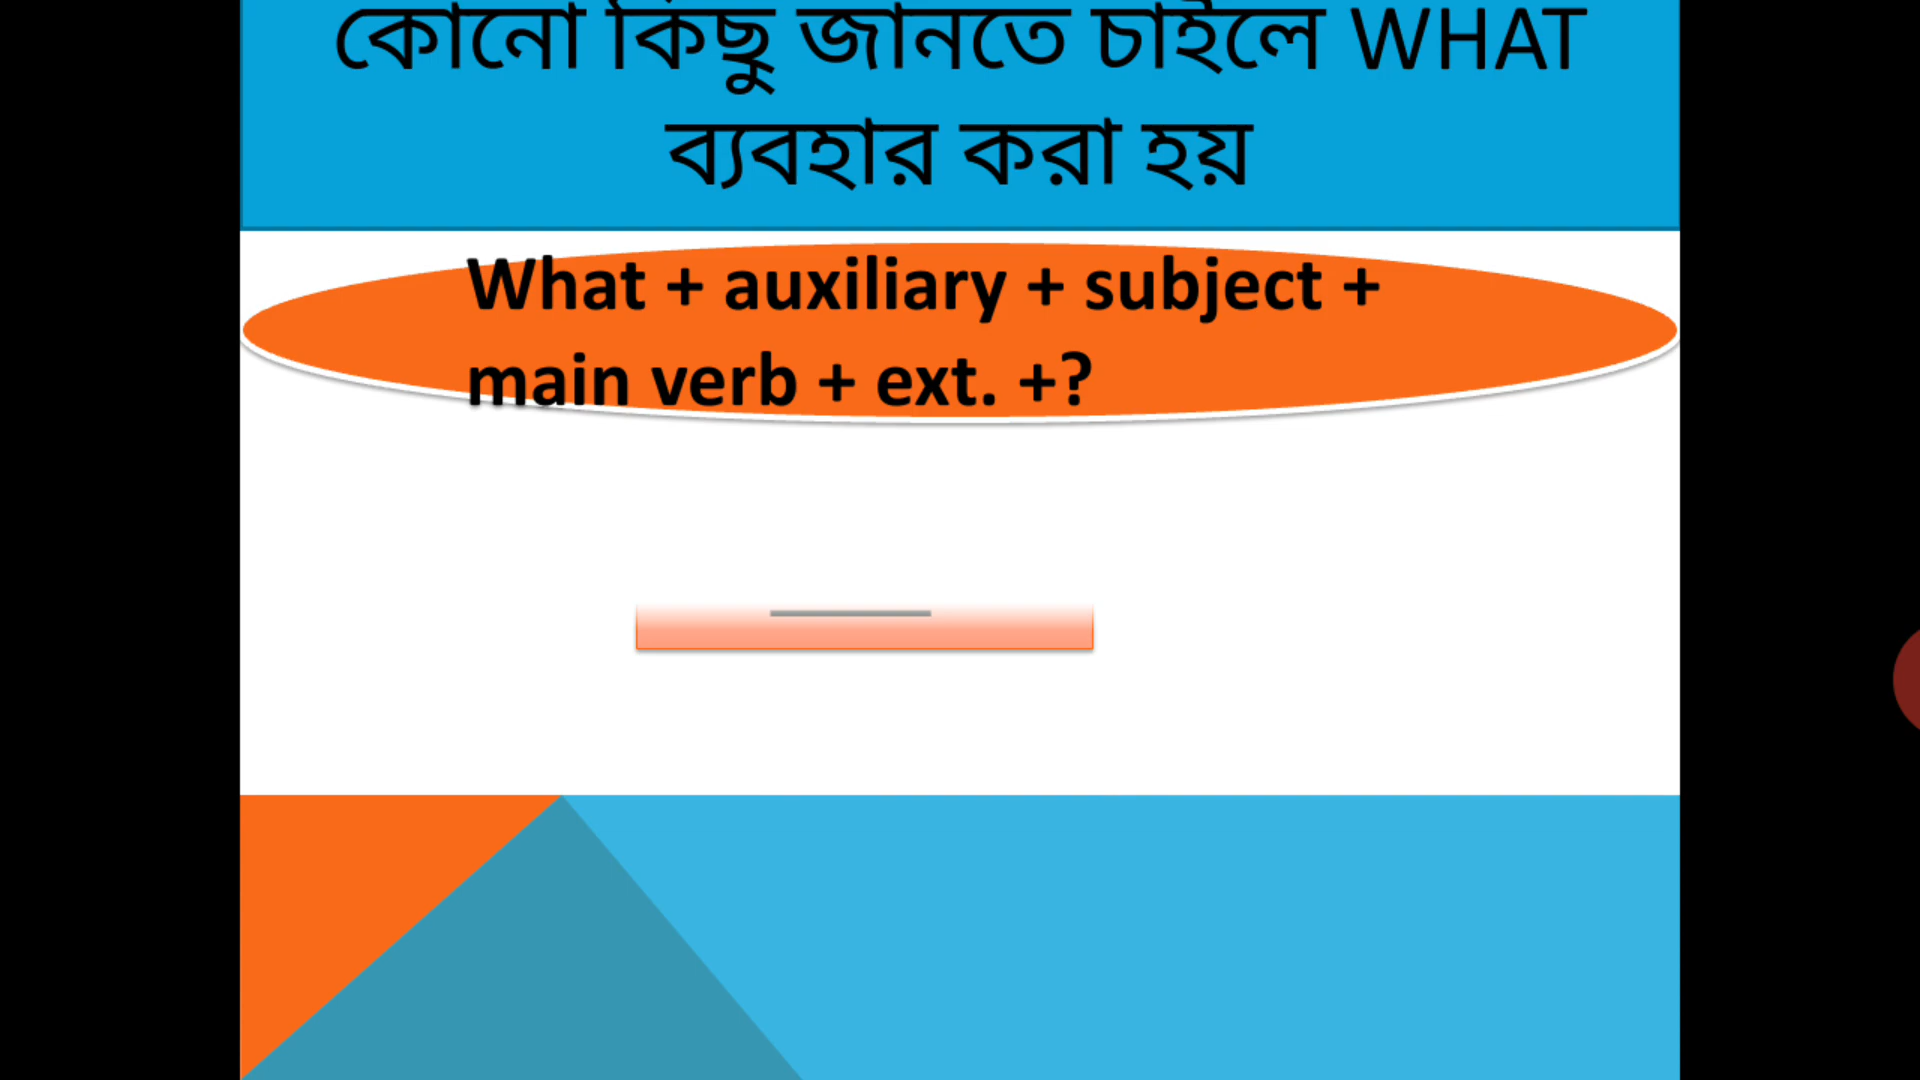 কোনো কিছু জানতে চাইলে WHAT
ব্যবহার করা হয়
What + auxiliary + subject +
main verb + ext. +?